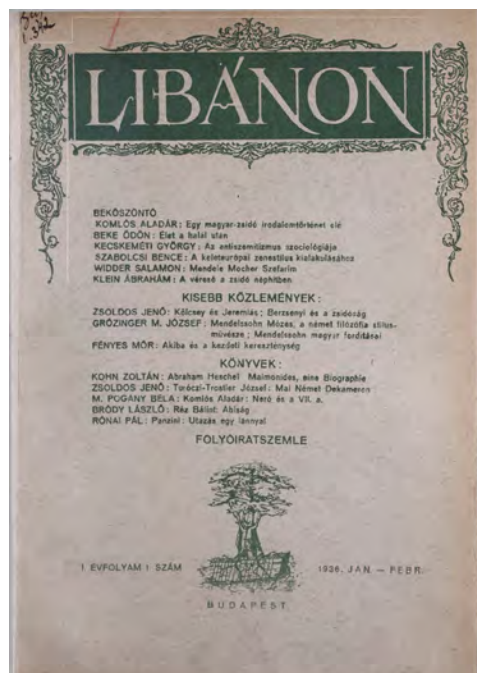 LIBÁNON
BEKÖSZÖNTŐ
KOMLÓS ALADÁR: Egy magyar-zsidó irodalomtörténet elé
BEKE ÖDÖN: Élet a halál után
KECSKEMÉTI GYÖRGY: Az antiszemitizmus szociológiája
SZABOLCSI BENCE: A keleteurópai zenestílus kialakulásához
WIDDER SALAMON: Mendele Mocher Szefarim
KLEIN ÁBRAHÁM: A vérsó a zsidó néphitben
KISEBB KÖZLEMÉNYEK:
ZSOLDOS JENŐ: Kölcsey és Jeremiás; Berzsenyi és a zsidóság
GRÓZINGER M. JÓZSEF: Mendelssohn Mózes, a német filozófia stílus-
művésze; Mendelssohn magyar fordításai
FÉNYES MÓR: Akiba és a kezdeti kereszténység
KÖNYVEK:
KOHN ZOLTÁN: Abraham Heschel: Maimonides, eine Biographie
ZSOLDOS JENŐ: Turóczi-Trostler József: Mai Német Dekameron
M. POGÁNY BÉLA: Komlós Aladár: Néró és a VII. a.
BRÓDY LÁSZLÓ: Ráz Bálint: Abiság
RÓNAI PÁL: Panzini: Utazás egy lánnyal
FOLYÓIRATSZEMLE
I ÉVFOLYAM I SZÁM
1936. JAN. — FEBR.
BUDAPEST